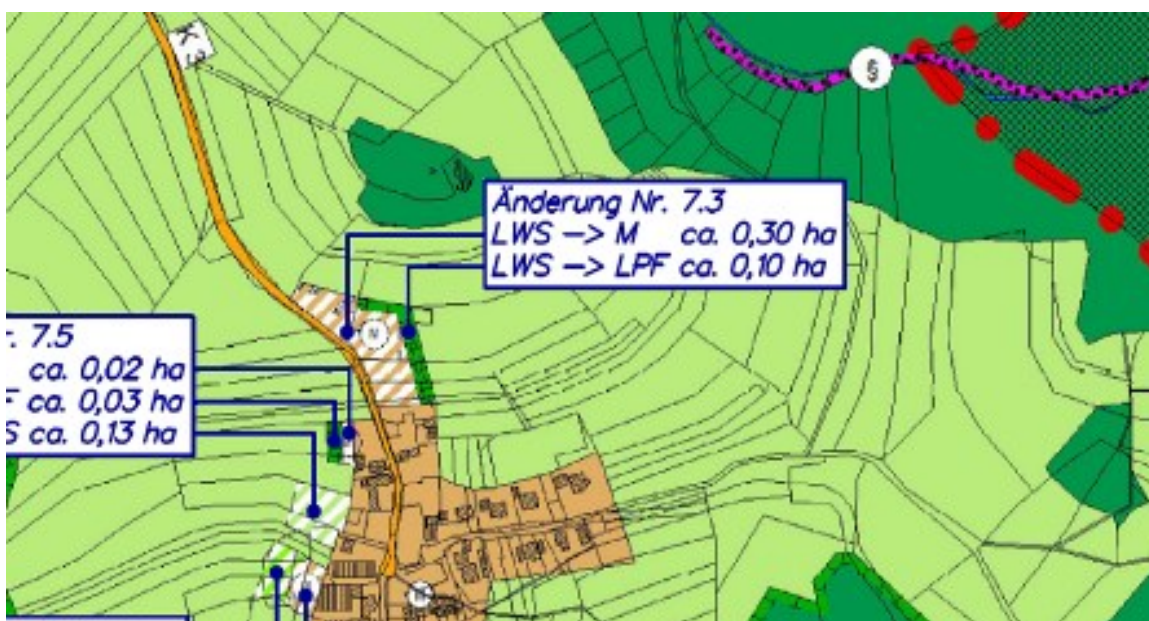 K 3
Änderung Nr. 7.3
LWS -> M ca. 0,30 ha
LWS -> LPF ca. 0,10 ha
r. 7.5
ca. 0,02 ha
F ca. 0,03 ha
S ca. 0,13 ha